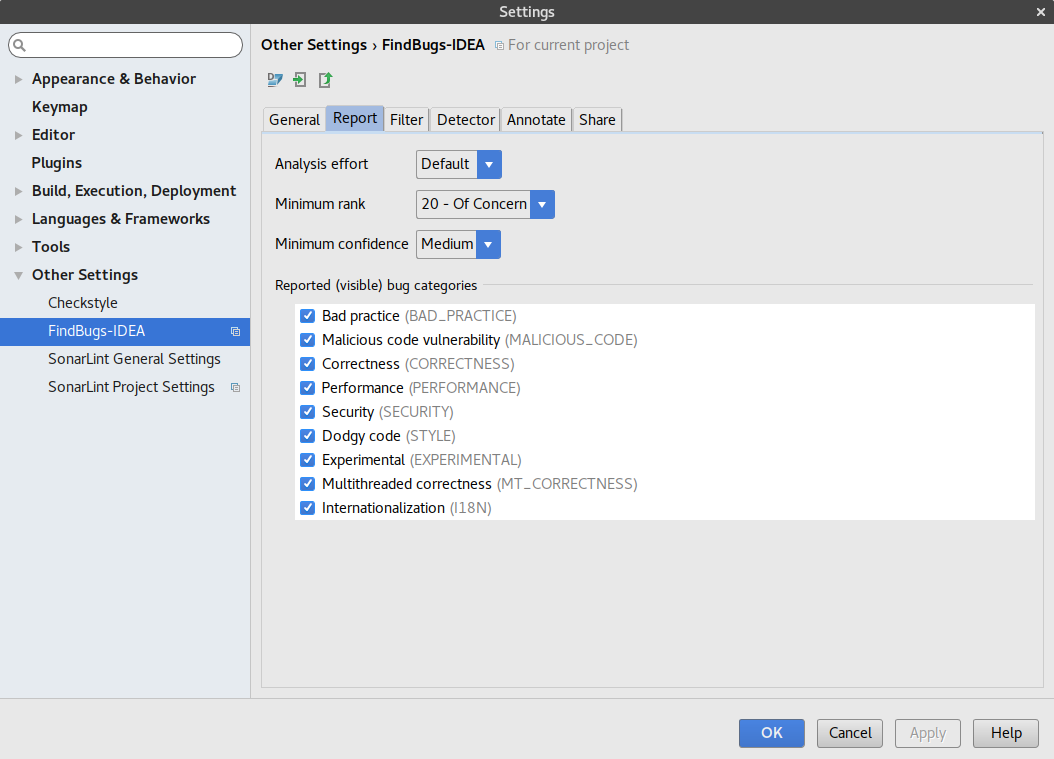 Settings
Other Settings › FindBugs-IDEA For current project
Appearance & Behavior
Keymap
Editor
Plugins
Build, Execution, Deployment
Languages & Frameworks
Tools
Other Settings
Checkstyle
FindBugs-IDEA
SonarLint General Settings
SonarLint Project Settings
General Report Filter Detector Annotate Share
Analysis effort Default
Minimum rank 20 - Of Concern
Minimum confidence Medium
Reported (visible) bug categories
Bad practice (BAD_PRACTICE)
Malicious code vulnerability (MALICIOUS_CODE)
Correctness (CORRECTNESS)
Performance (PERFORMANCE)
Security (SECURITY)
Dodgy code (STYLE)
Experimental (EXPERIMENTAL)
Multithreaded correctness (MT_CORRECTNESS)
Internationalization (I18N)
OK Cancel Apply Help